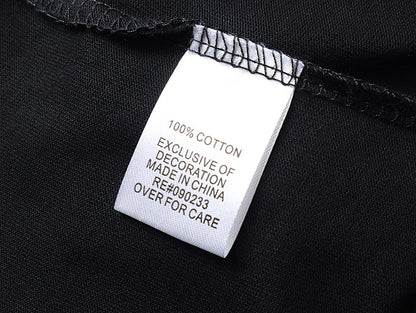 100% COTTON
EXCLUSIVE OF
DECORATION
MADE IN CHINA
RE#090233
OVER FOR CARE